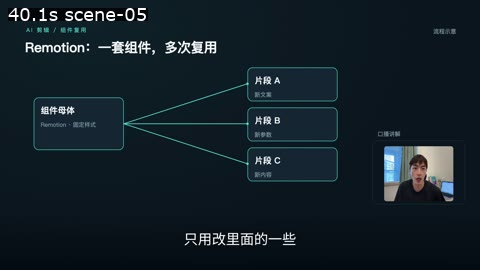 40.1s scene-05
AI 剪辑 / 组件复用
流程示意
Remotion：一套组件，多次复用
组件母体
Remotion · 固定样式
片段 A
新文案
片段 B
新参数
片段 C
新内容
口播讲解
只用改里面的一些